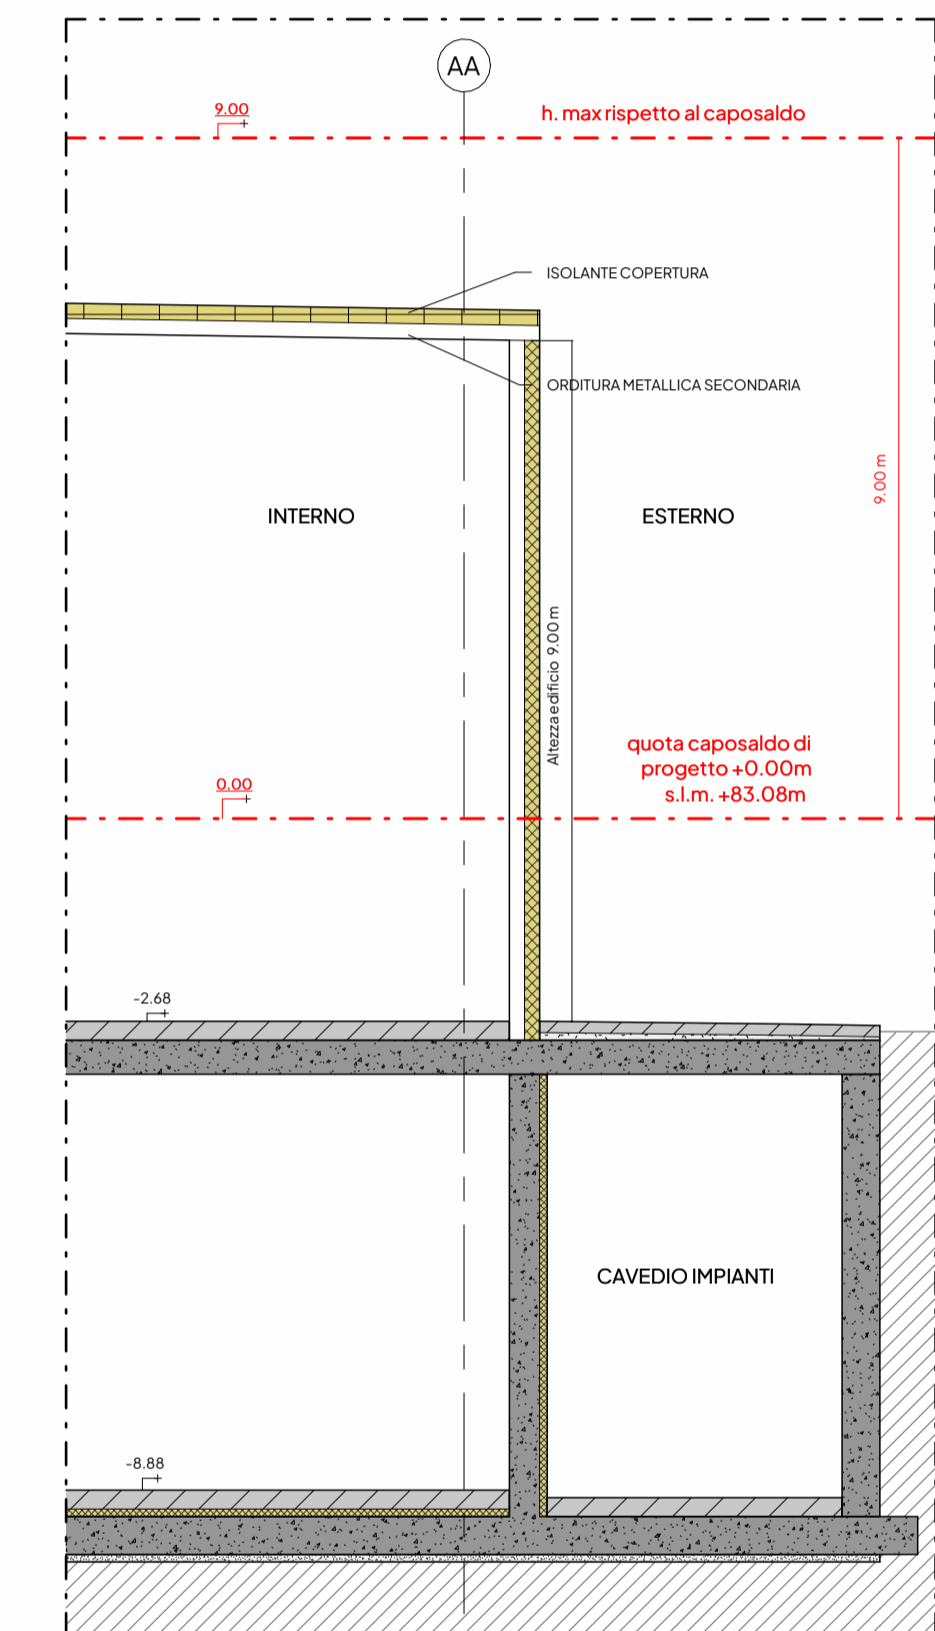 AA
9.00
h. max rispetto al caposaldo
ISOLANTE COPERTURA
ORDITURA METALLICA SECONDARIA
9.00 m
INTERNO
ESTERNO
Altezza edificio 9.00 m
quota caposaldo di
progetto +0.00m
s.l.m. +83.08m
0.00
-2.68
CAVEDIO IMPIANTI
-8.88